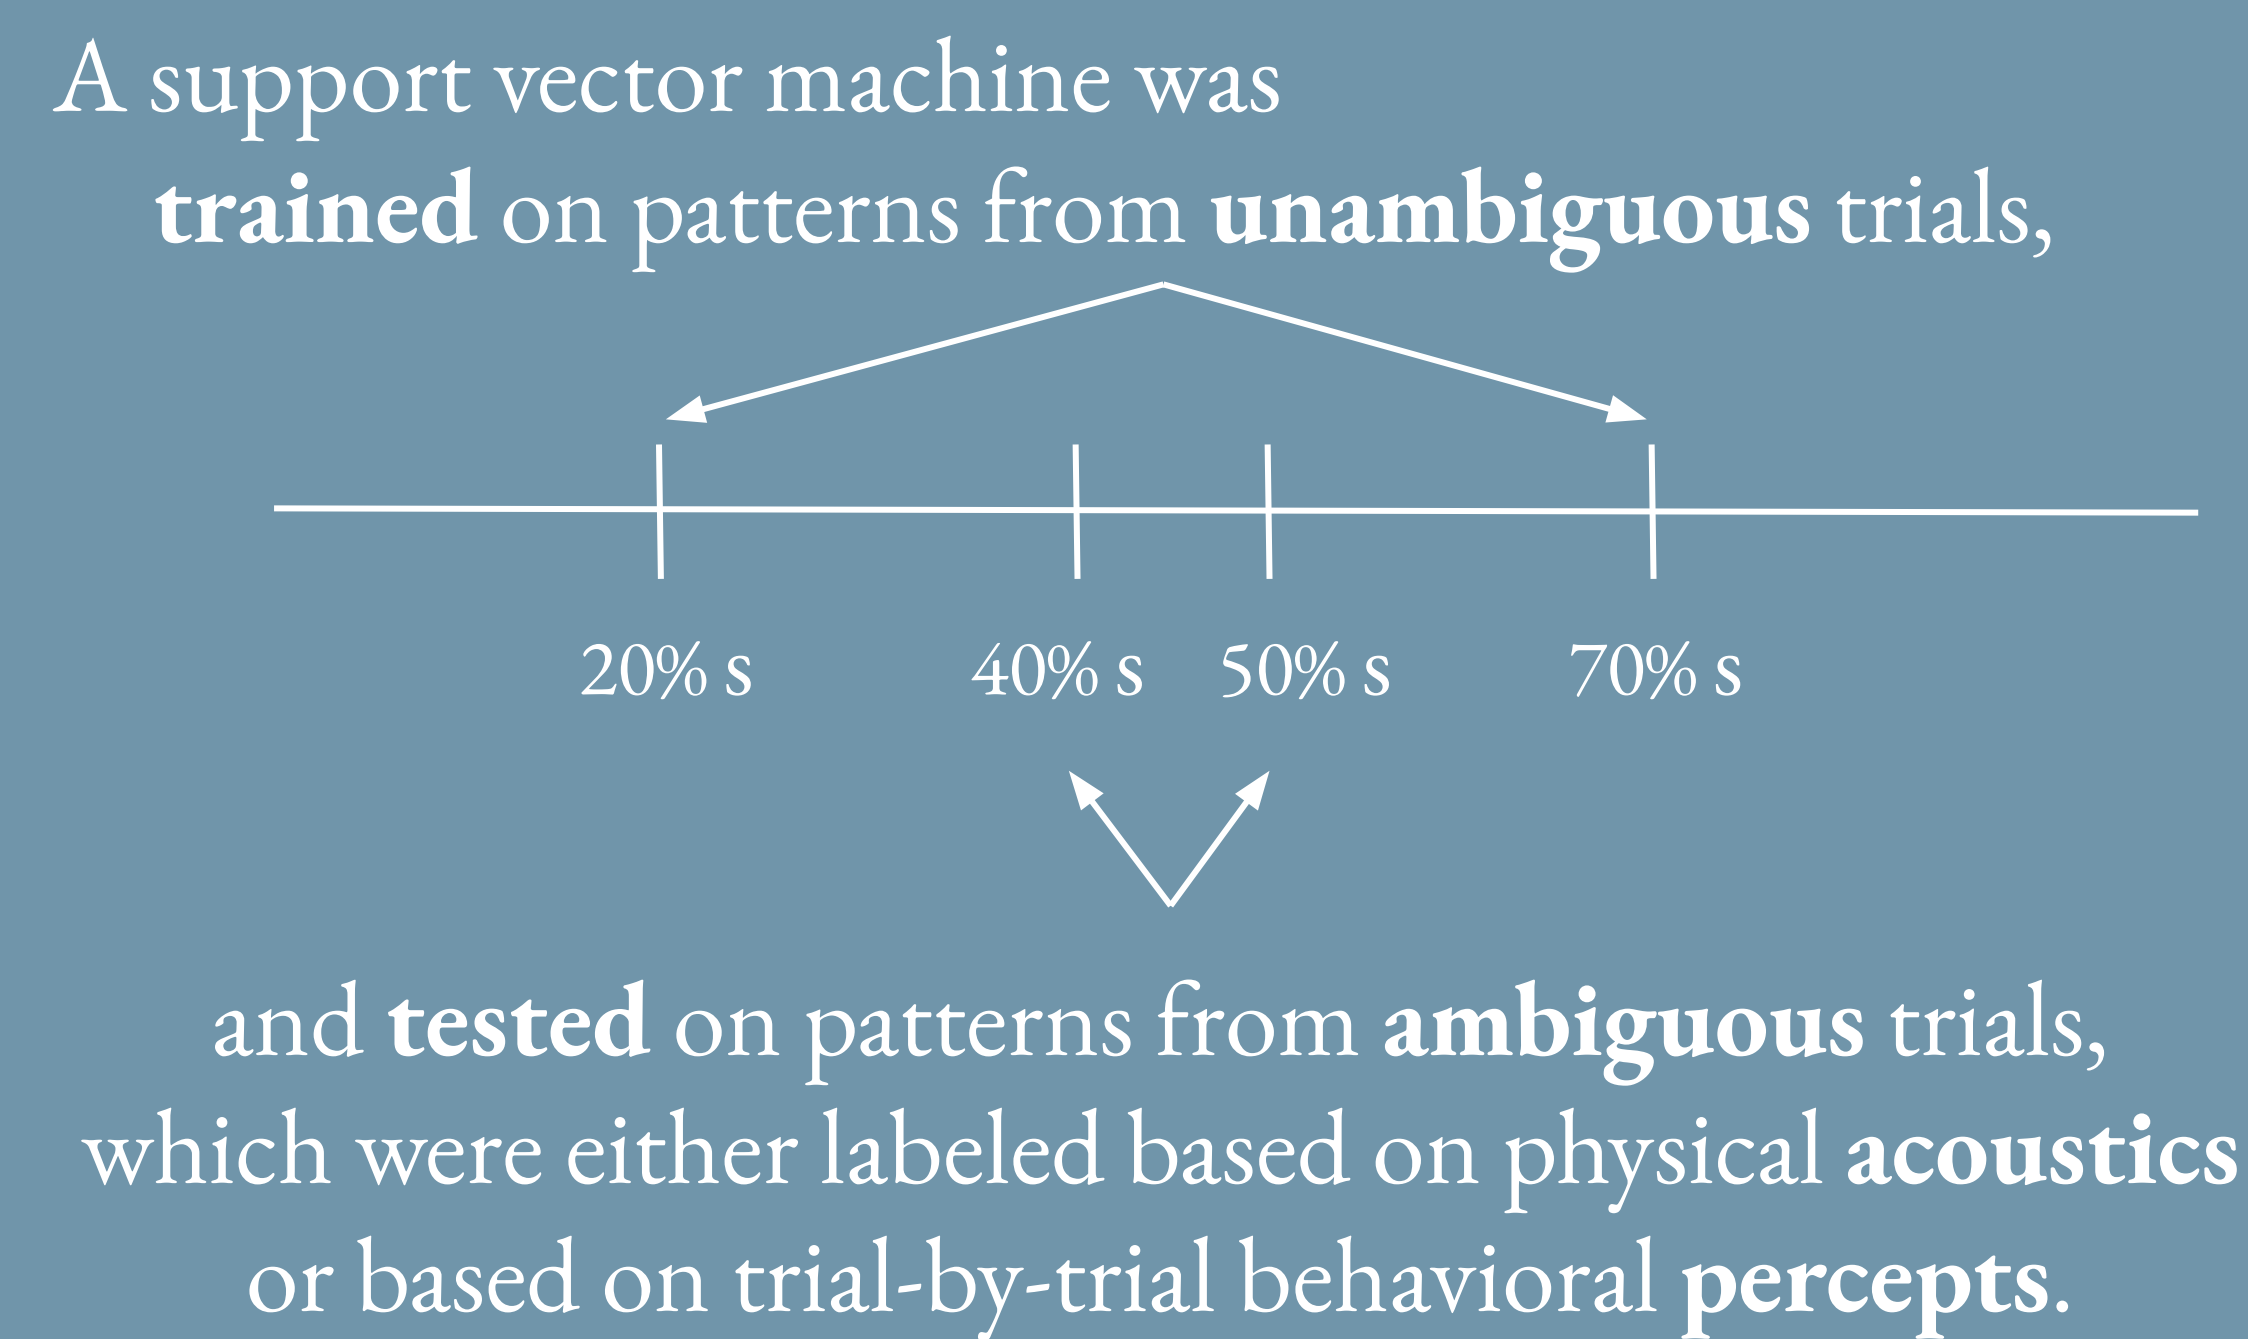 A support vector machine was
trained on patterns from unambiguous trials,
20% s 40% s 50% s 70% s
and tested on patterns from ambiguous trials,
which were either labeled based on physical acoustics
or based on trial-by-trial behavioral percepts.